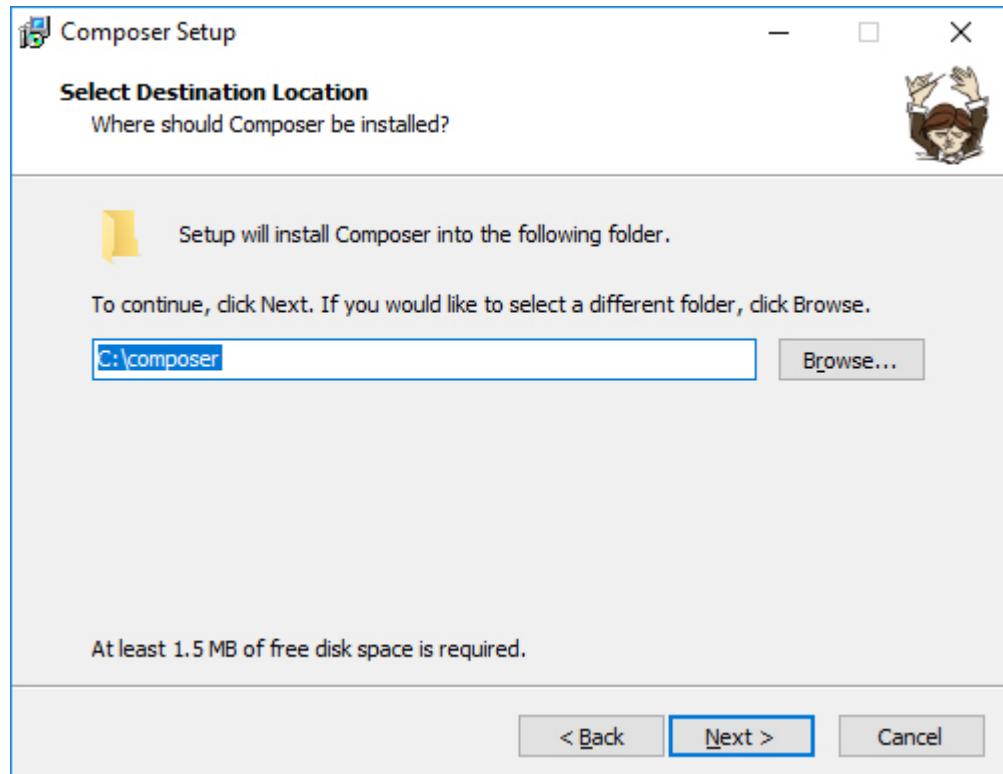 Composer Setup
Select Destination Location
Where should Composer be installed?
Setup will install Composer into the following folder.
To continue, click Next. If you would like to select a different folder, click Browse.
C:\composer
Browse...
At least 1.5 MB of free disk space is required.
< Back
Next >
Cancel